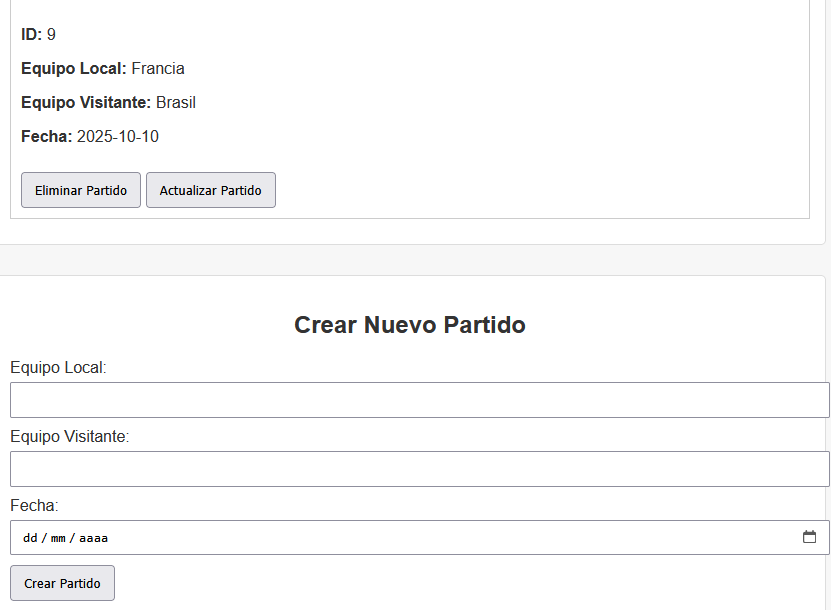 ID: 9
Equipo Local: Francia
Equipo Visitante: Brasil
Fecha: 2025-10-10
Eliminar Partido Actualizar Partido
Crear Nuevo Partido
Equipo Local:
Equipo Visitante:
Fecha:
dd / mm / aaaa
Crear Partido